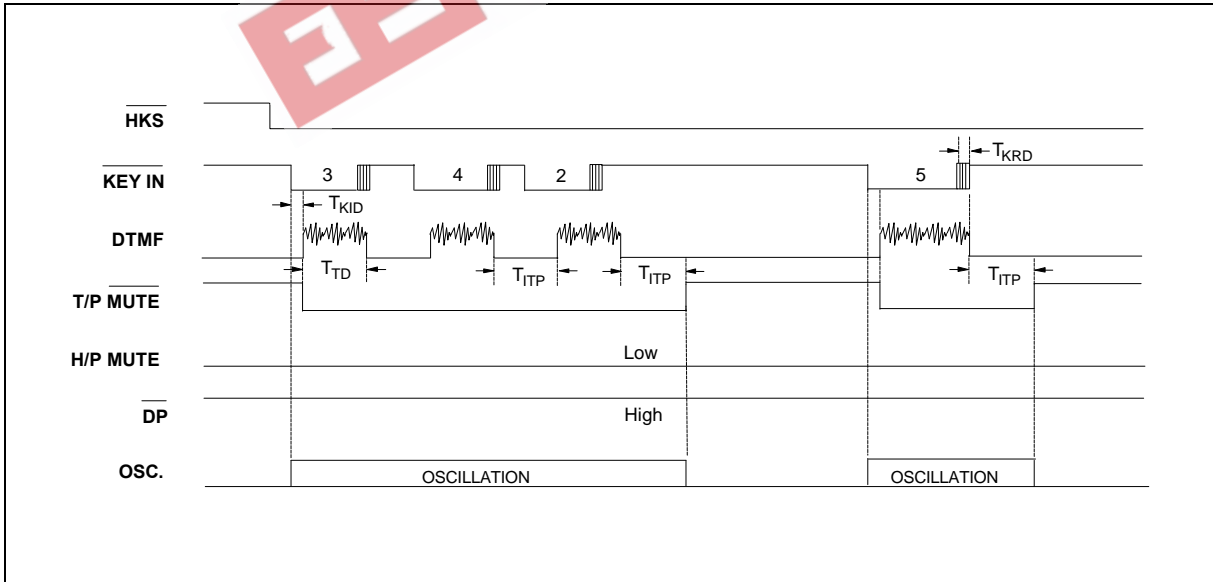 HKS
TKRD
KEY IN 3 4 2 5
TKID
DTMF
TTD TITP TITP TITP
T/P MUTE
H/P MUTE Low
DP High
OSC. OSCILLATION OSCILLATION